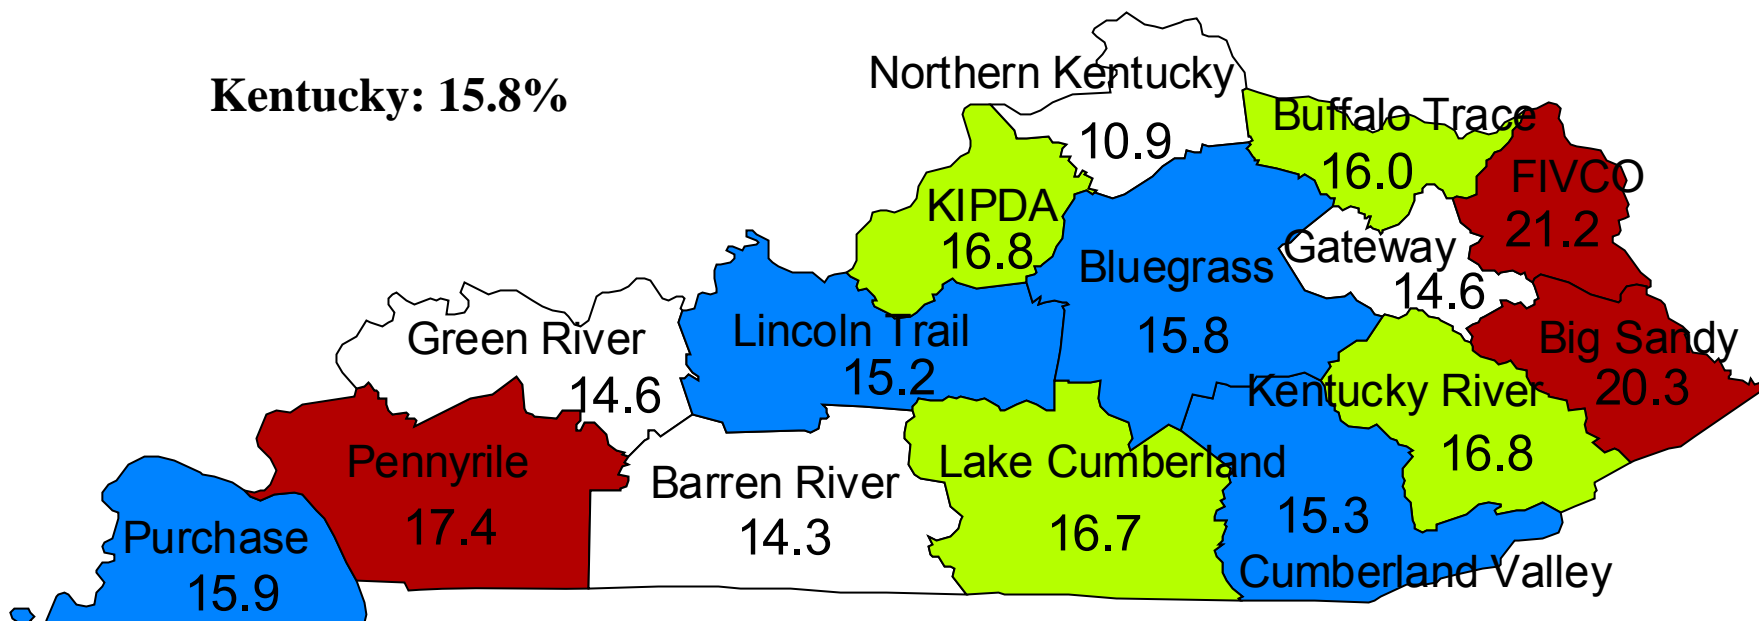 Kentucky: 15.8%
Northern Kentucky
10.9
Buffalo Trace
16.0
FIVCO
21.2
KIPDA
16.8
Gateway
14.6
Bluegrass
15.8
Green River
14.6
Lincoln Trail
15.2
Big Sandy
20.3
Kentucky River
16.8
Pennyrile
17.4
Barren River
14.3
Lake Cumberland
16.7
15.3
Cumberland Valley
Purchase
15.9